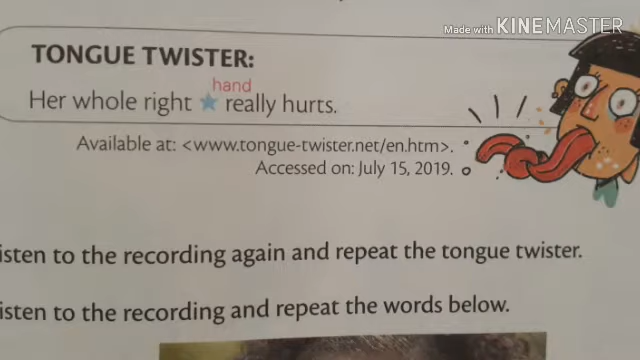 Made with KINEMASTER
TONGUE TWISTER:
hand
Her whole right ★ really hurts.
Available at: <www.tongue-twister.net/en.htm>.
Accessed on: July 15, 2019.
isten to the recording again and repeat the tongue twister.
isten to the recording and repeat the words below.